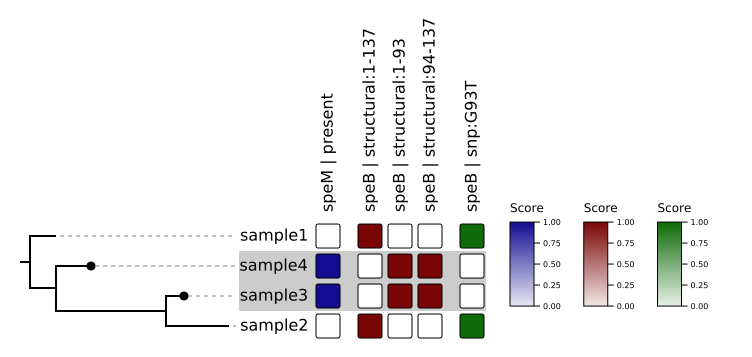 speM | present
speB | structural:1-137
speB | structural:1-93
speB | structural:94-137
speB | snp:G93T
sample1
sample4
sample3
sample2
Score
1.00
0.75
0.50
0.25
0.00
Score
1.00
0.75
0.50
0.25
0.00
Score
1.00
0.75
0.50
0.25
0.00